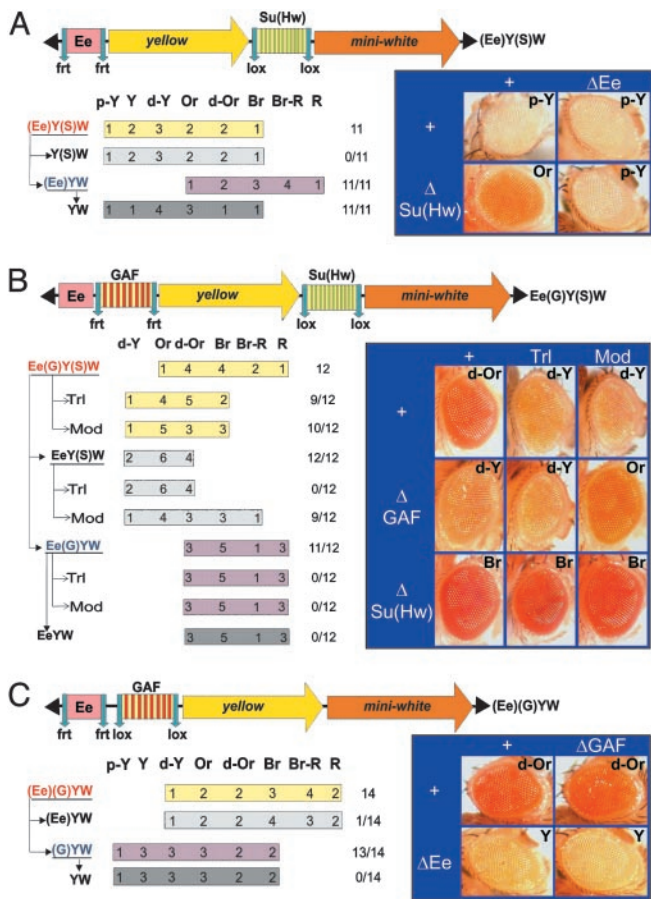 A
Su(Hw)
Ee yellow mini-white (Ee)Y(S)W
frt frt lox lox
p-Y Y d-Y Or d-Or Br Br-R R
(Ee)Y(S)W 1 2 3 2 2 1 11
Y(S)W 1 2 3 2 2 1 0/11
(Ee)YW 1 2 3 4 1 11/11
YW 1 1 4 3 1 1 11/11
+ ΔEe
+ p-Y p-Y
Δ Su(Hw) Or p-Y
B
GAF Su(Hw)
Ee yellow mini-white Ee(G)Y(S)W
frt frt lox lox
d-Y Or d-Or Br Br-R R
Ee(G)Y(S)W 1 4 4 2 1 12
Trl 1 4 5 2 9/12
Mod 1 5 3 3 10/12
EeY(S)W 2 6 4 12/12
Trl 2 6 4 0/12
Mod 1 4 3 3 1 9/12
Ee(G)YW 3 5 1 3 11/12
Trl 3 5 1 3 0/12
Mod 3 5 1 3 0/12
EeYW 3 5 1 3 0/12
+ Trl Mod
+ d-Or d-Y d-Y
Δ GAF d-Y d-Y Or
Δ Su(Hw) Br Br Br
C
GAF
Ee yellow mini-white (Ee)(G)YW
frt frt lox lox
p-Y Y d-Y Or d-Or Br Br-R R
(Ee)(G)YW 1 2 2 3 4 2 14
(Ee)YW 1 2 2 4 3 2 1/14
(G)YW 1 3 3 3 2 2 13/14
YW 1 3 3 3 2 2 0/14
+ ΔGAF
+ d-Or d-Or
ΔEe Y Y